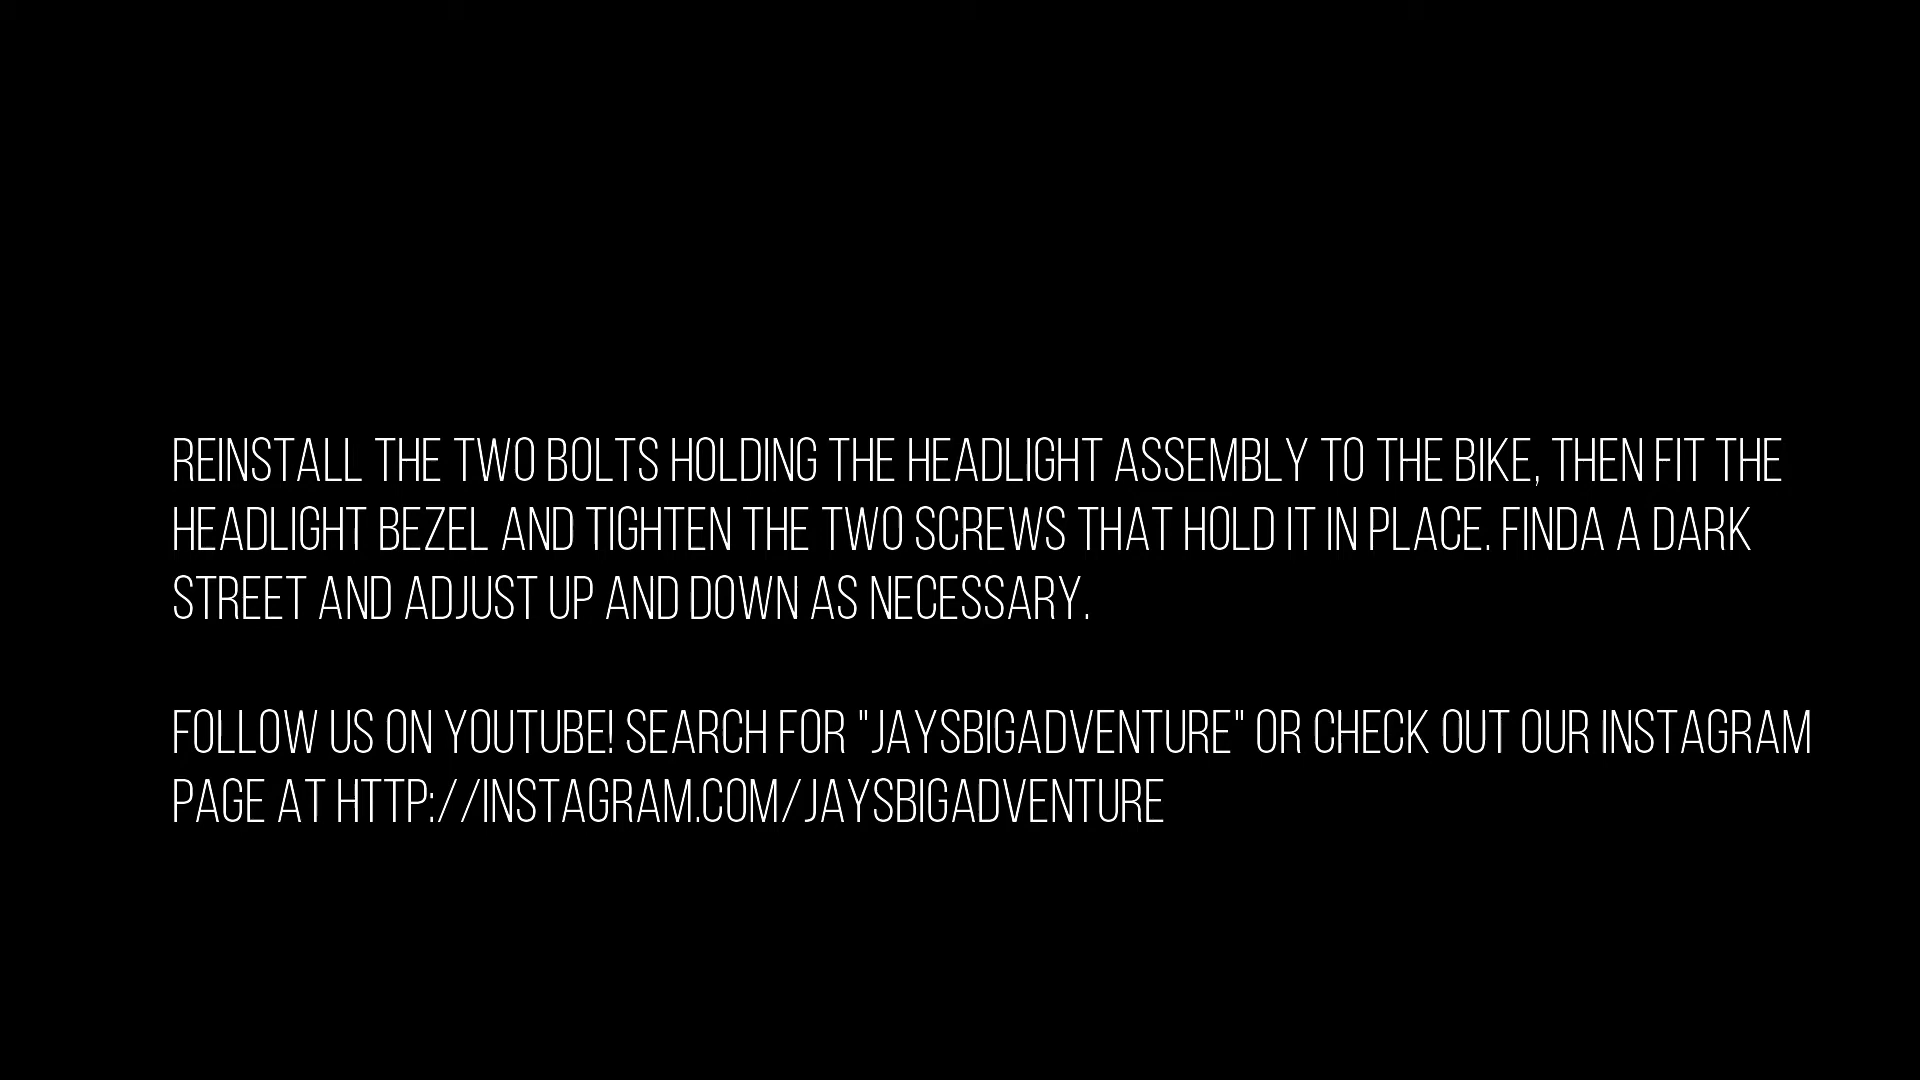 REINSTALL THE TWO BOLTS HOLDING THE HEADLIGHT ASSEMBLY TO THE BIKE, THEN FIT THE
HEADLIGHT BEZEL AND TIGHTEN THE TWO SCREWS THAT HOLD IT IN PLACE. FINDA A DARK
STREET AND ADJUST UP AND DOWN AS NECESSARY.
FOLLOW US ON YOUTUBE! SEARCH FOR "JAYSBIGADVENTURE" OR CHECK OUT OUR INSTAGRAM
PAGE AT HTTP://INSTAGRAM.COM/JAYSBIGADVENTURE